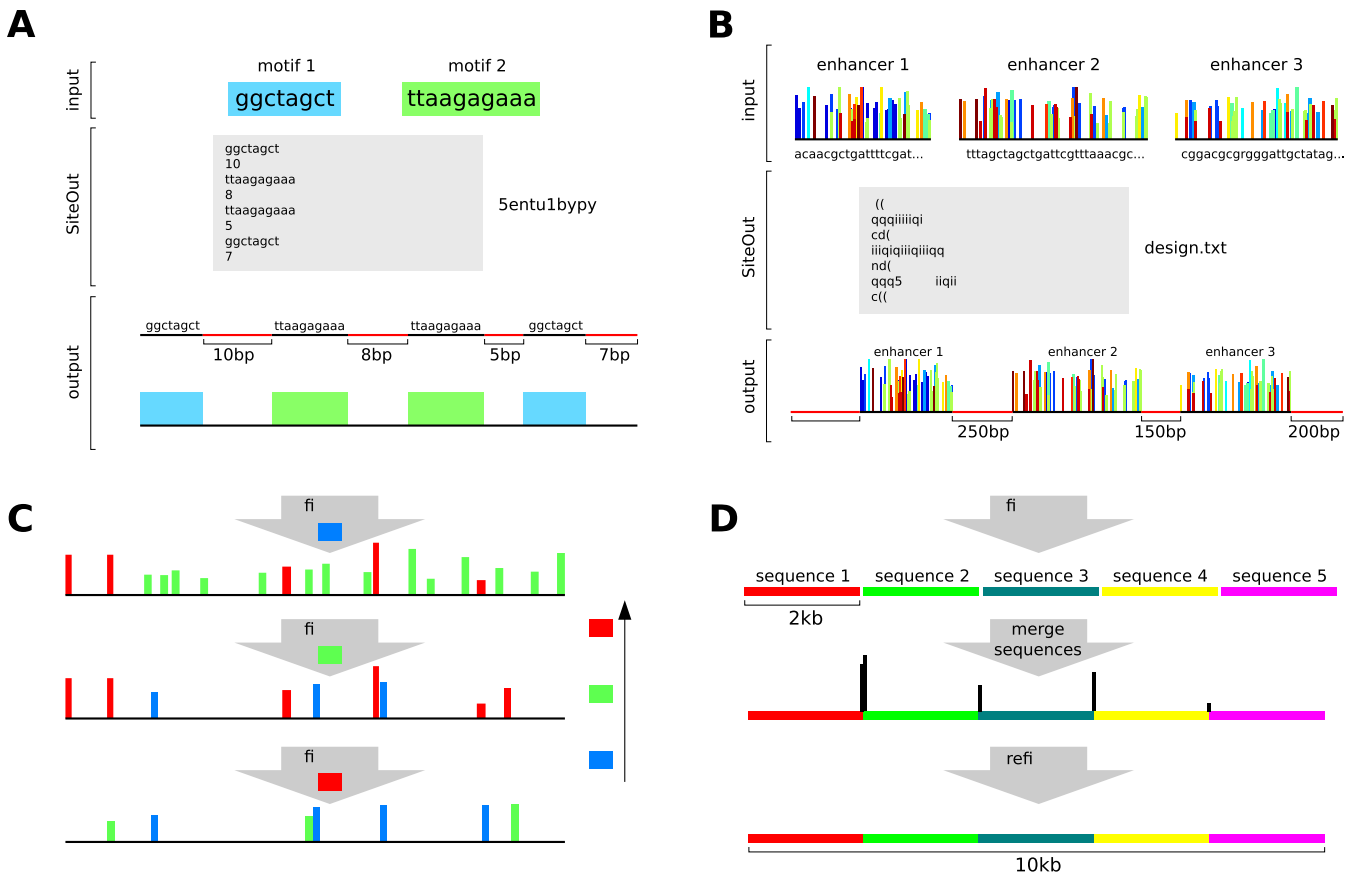 A
input
motif 1
motif 2
ggctagct
ttaagagaaa
SiteOut
ggctagct
10
ttaagagaaa
8
ttaagagaaa
5
ggctagct
7
5entu1bypy
output
ggctagct
ttaagagaaa
ttaagagaaa
ggctagct
10bp
8bp
5bp
7bp
B
input
enhancer 1
enhancer 2
enhancer 3
acaacgctgattttcgat...
tttagctagctgattcgtttaaacgc...
cggacgcgrgggattgctatag...
SiteOut
((
qqqiiiiiqi
cd(
iiiqiqiiiqiiiqq
nd(
qqq5 iiqii
c((
design.txt
output
enhancer 1
enhancer 2
enhancer 3
250bp
150bp
200bp
C
fi
fi
fi
D
fi
sequence 1
sequence 2
sequence 3
sequence 4
sequence 5
2kb
merge
sequences
refi
10kb